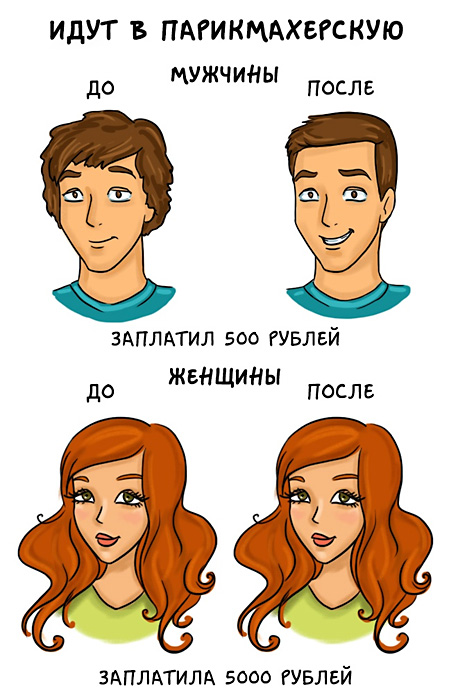 ИДУТ В ПАРИКМАХЕРСКУЮ
МУЖЧИНЫ
ДО ПОСЛЕ
ЗАПЛАТИЛ 500 РУБЛЕЙ
ЖЕНЩИНЫ
ДО ПОСЛЕ
ЗАПЛАТИЛА 5000 РУБЛЕЙ